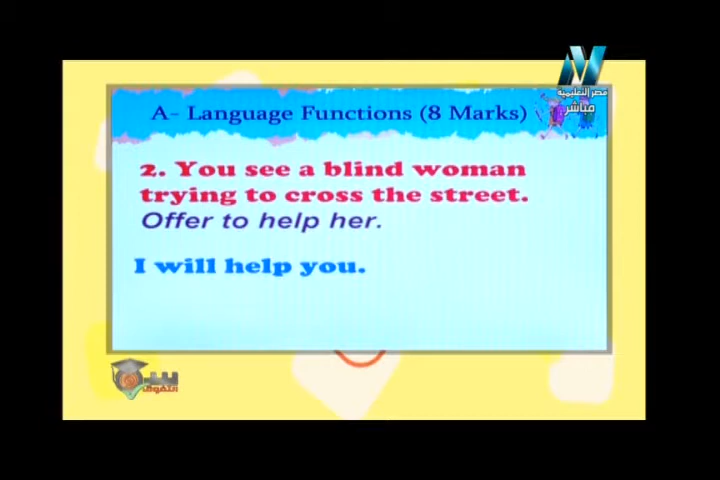 مصر التعليمية
مباشر
A- Language Functions (8 Marks)
2. You see a blind woman
trying to cross the street.
Offer to help her.
I will help you.
التفوق